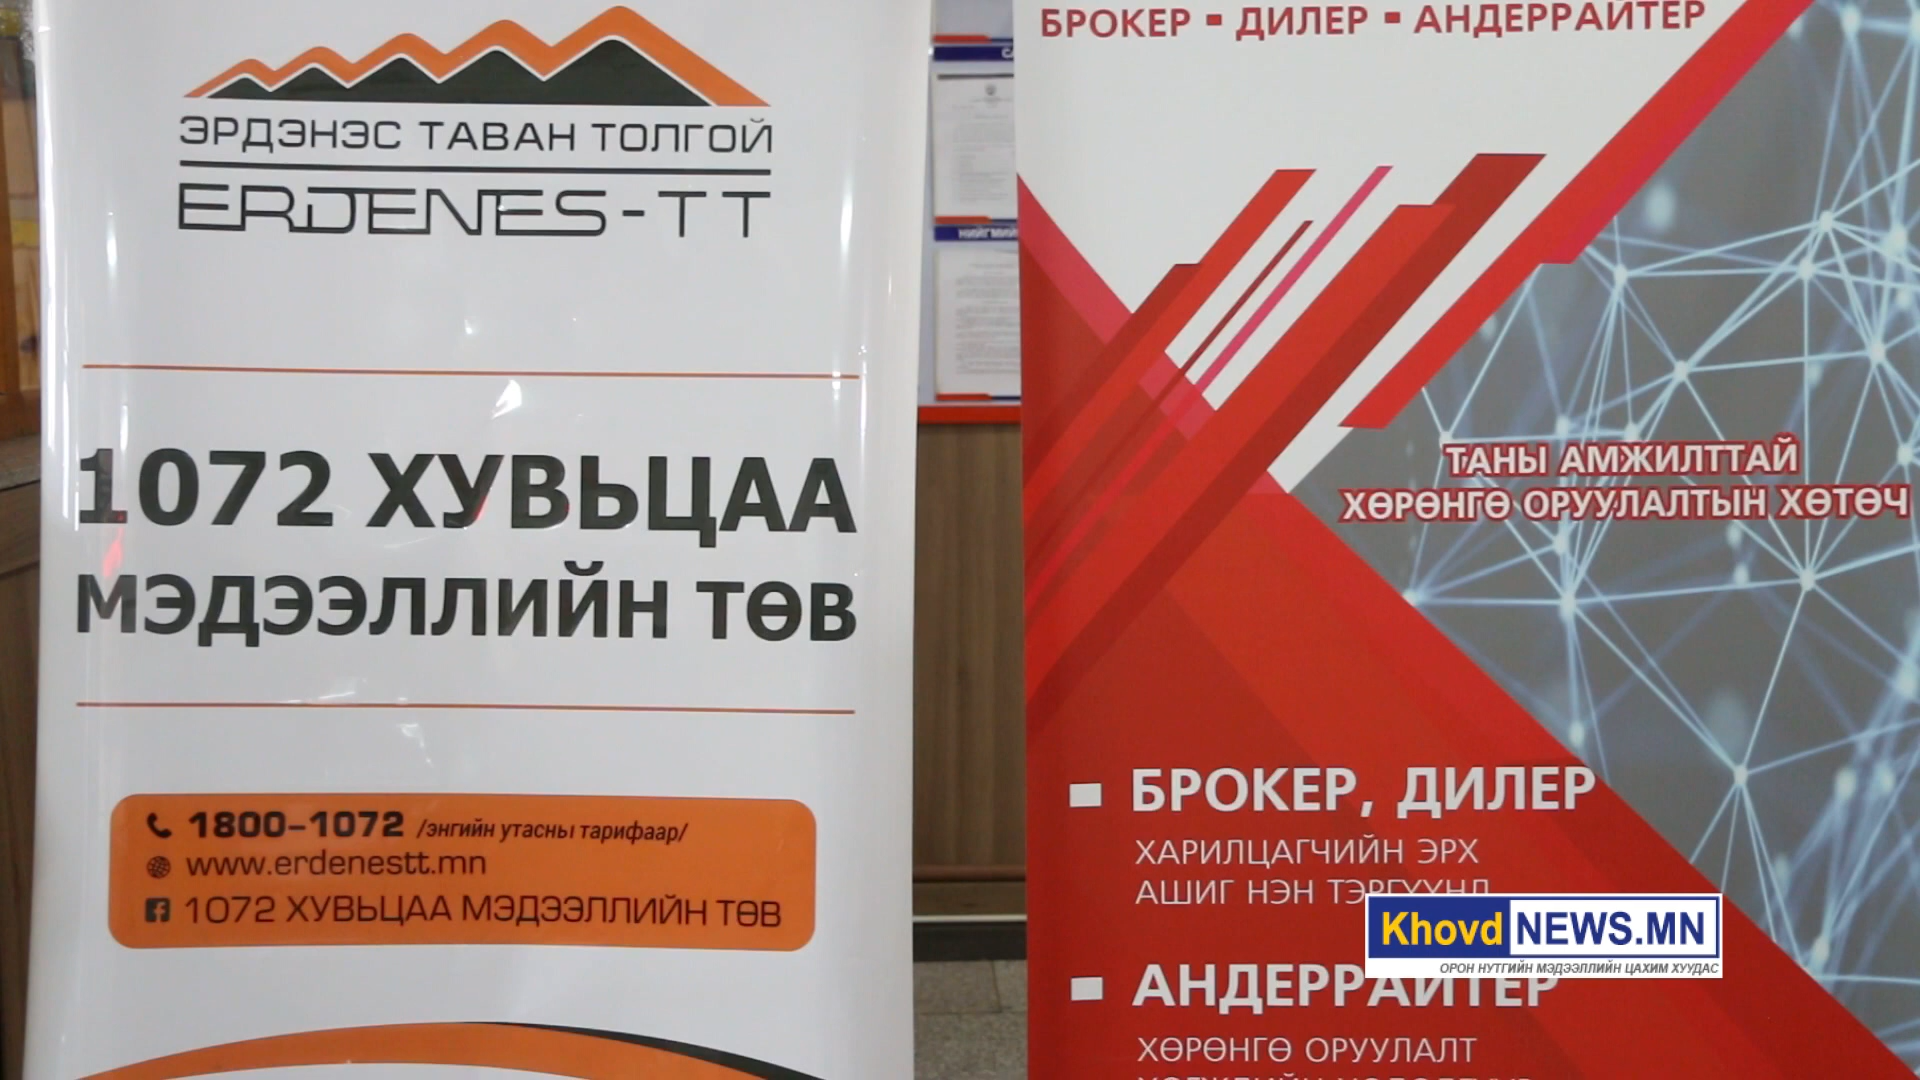 ЭРДЭНЭС ТАВАН ТОЛГОЙ
ERDENES-TT
1072 ХУВЬЦАА
МЭДЭЭЛЛИЙН ТӨВ
1800-1072 /энгийн утасны тарифаар/
www.erdenestt.mn
1072 ХУВЬЦАА МЭДЭЭЛЛИЙН ТӨВ
БРОКЕР ▪ ДИЛЕР ▪ АНДЕРРАЙТЕР
ТАНЫ АМЖИЛТТАЙ
ХӨРӨНГӨ ОРУУЛАЛТЫН ХӨТӨЧ
БРОКЕР, ДИЛЕР
ХАРИЛЦАГЧИЙН ЭРХ
АШИГ НЭН ТЭРГҮҮНД
АНДЕРРАЙТЕР
ХӨРӨНГӨ ОРУУЛАЛТ
KhovdNEWS.MN
ОРОН НУТГИЙН МЭДЭЭЛЛИЙН ЦАХИМ ХУУДАС